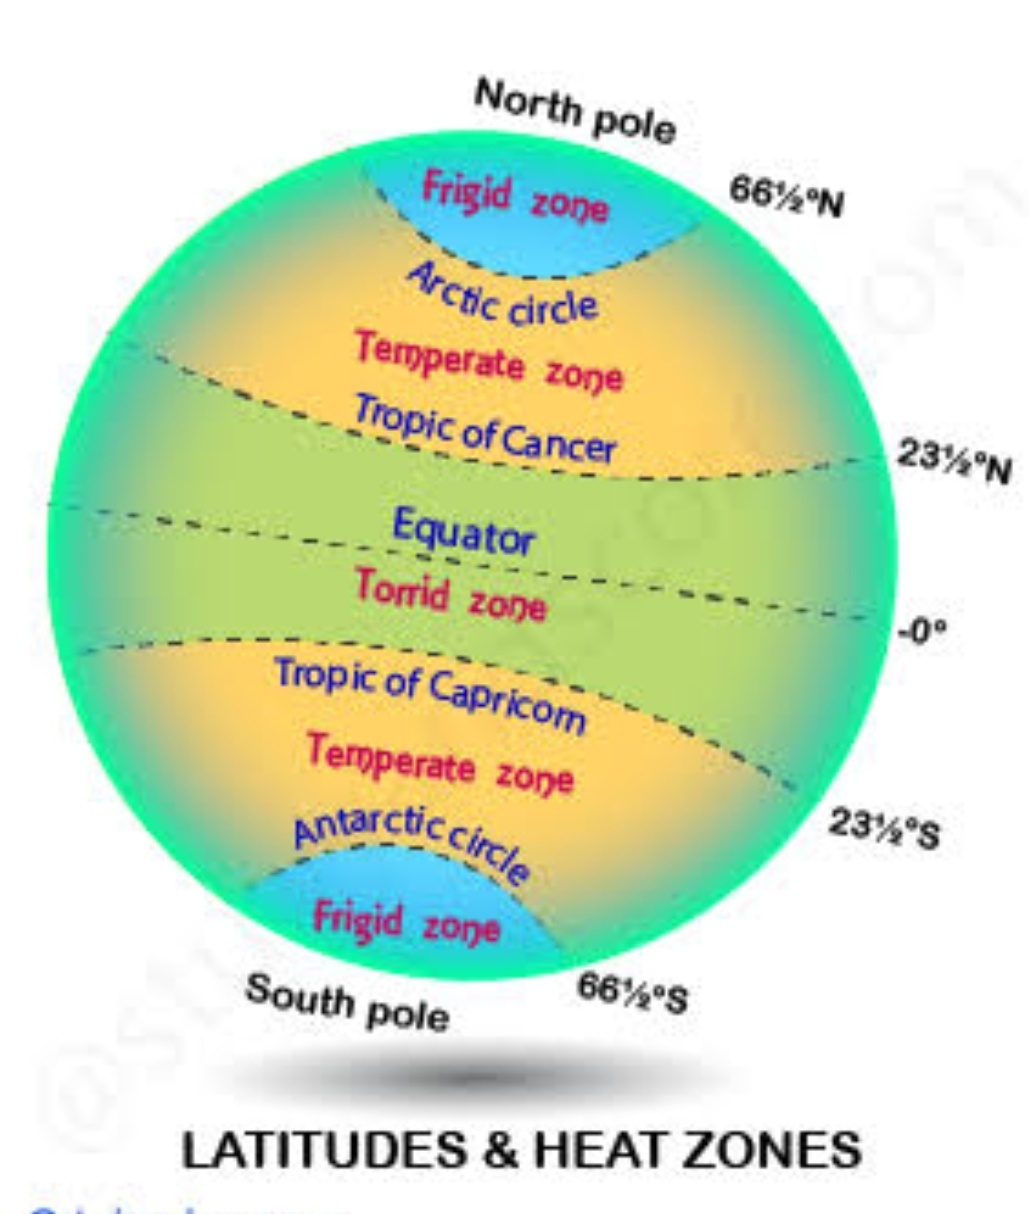 North pole
66½°N
Frigid zone
Arctic circle
Temperate zone
Tropic of Cancer
23½°N
Equator
-0°
Torrid zone
Tropic of Capricorn
Temperate zone
23½°S
Antarctic circle
Frigid zone
66½°S
South pole
LATITUDES & HEAT ZONES